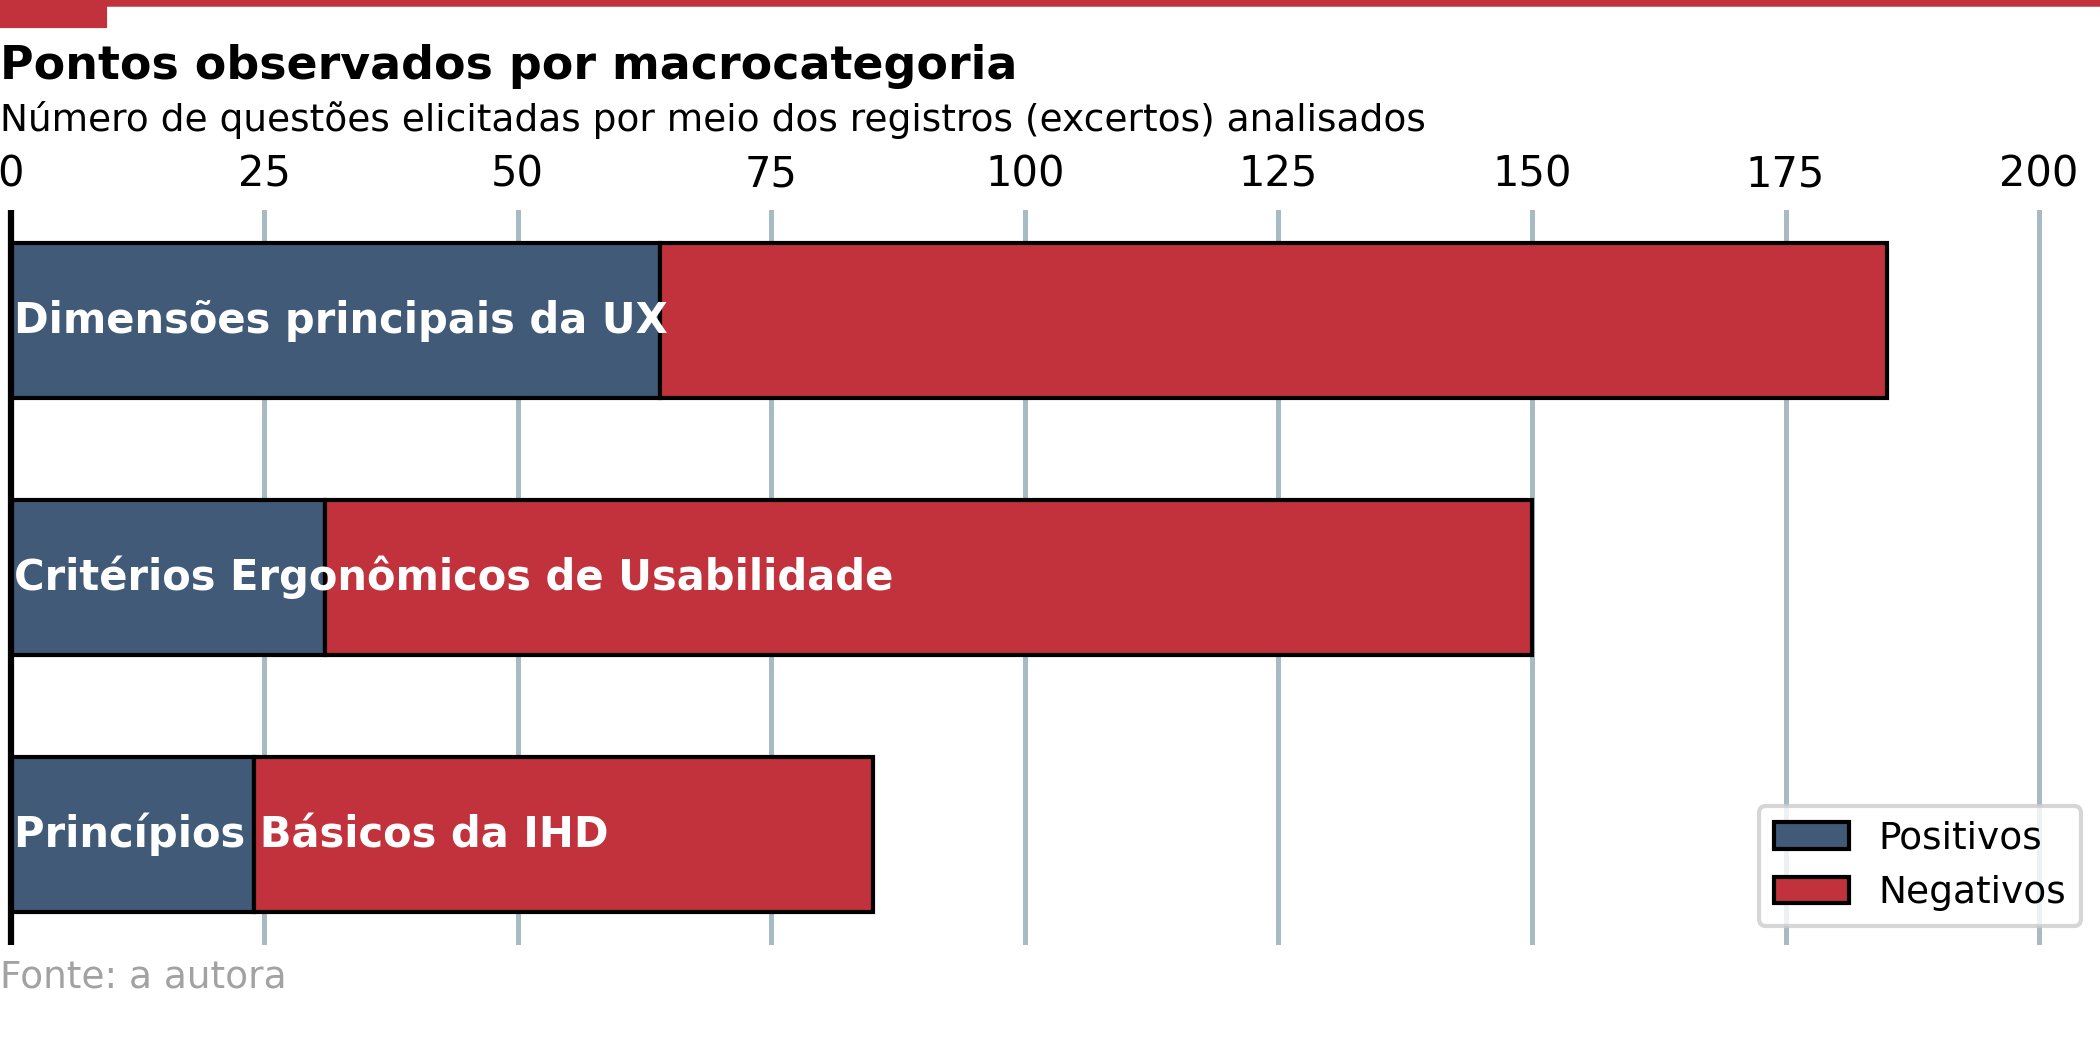 Pontos observados por macrocategoria
Número de questões elicitadas por meio dos registros (excertos) analisados
0 25 50 75 100 125 150 175 200
Dimensões principais da UX
Critérios Ergonômicos de Usabilidade
Princípios Básicos da IHD
Positivos
Negativos
Fonte: a autora